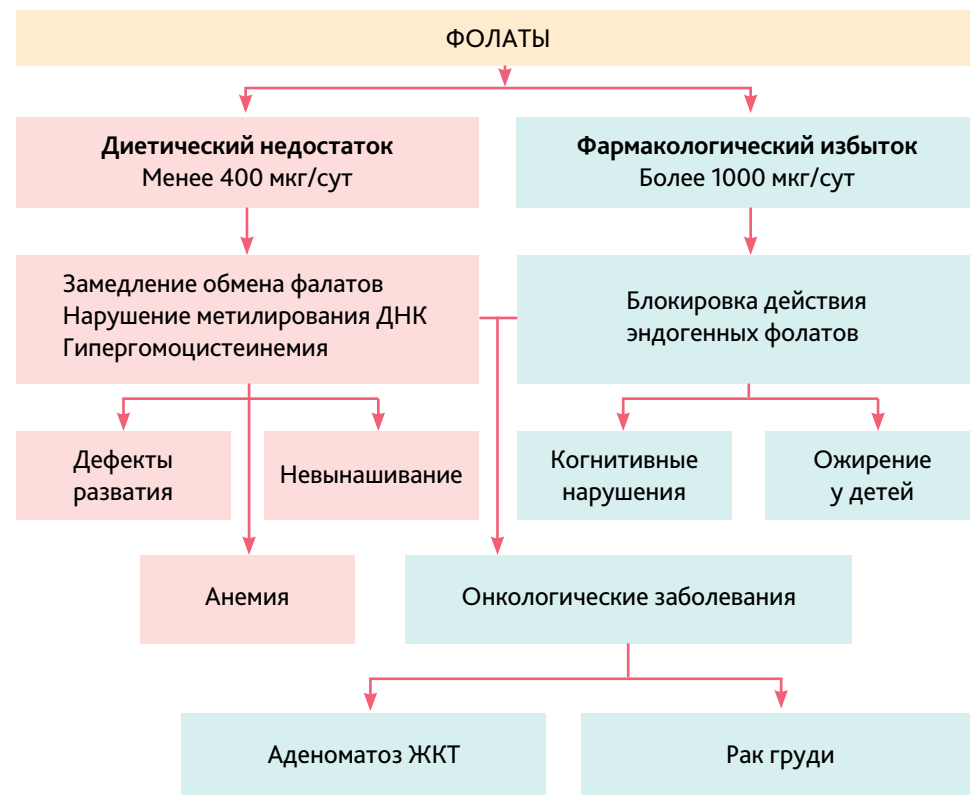 ФОЛАТЫ
Диетический недостаток
Менее 400 мкг/сут
Фармакологический избыток
Более 1000 мкг/сут
Замедление обмена фалатов
Нарушение метилирования ДНК
Гипергомоцистеинемия
Блокировка действия
эндогенных фолатов
Дефекты
разватия
Невынашивание
Когнитивные
нарушения
Ожирение
у детей
Анемия
Онкологические заболевания
Аденоматоз ЖКТ
Рак груди